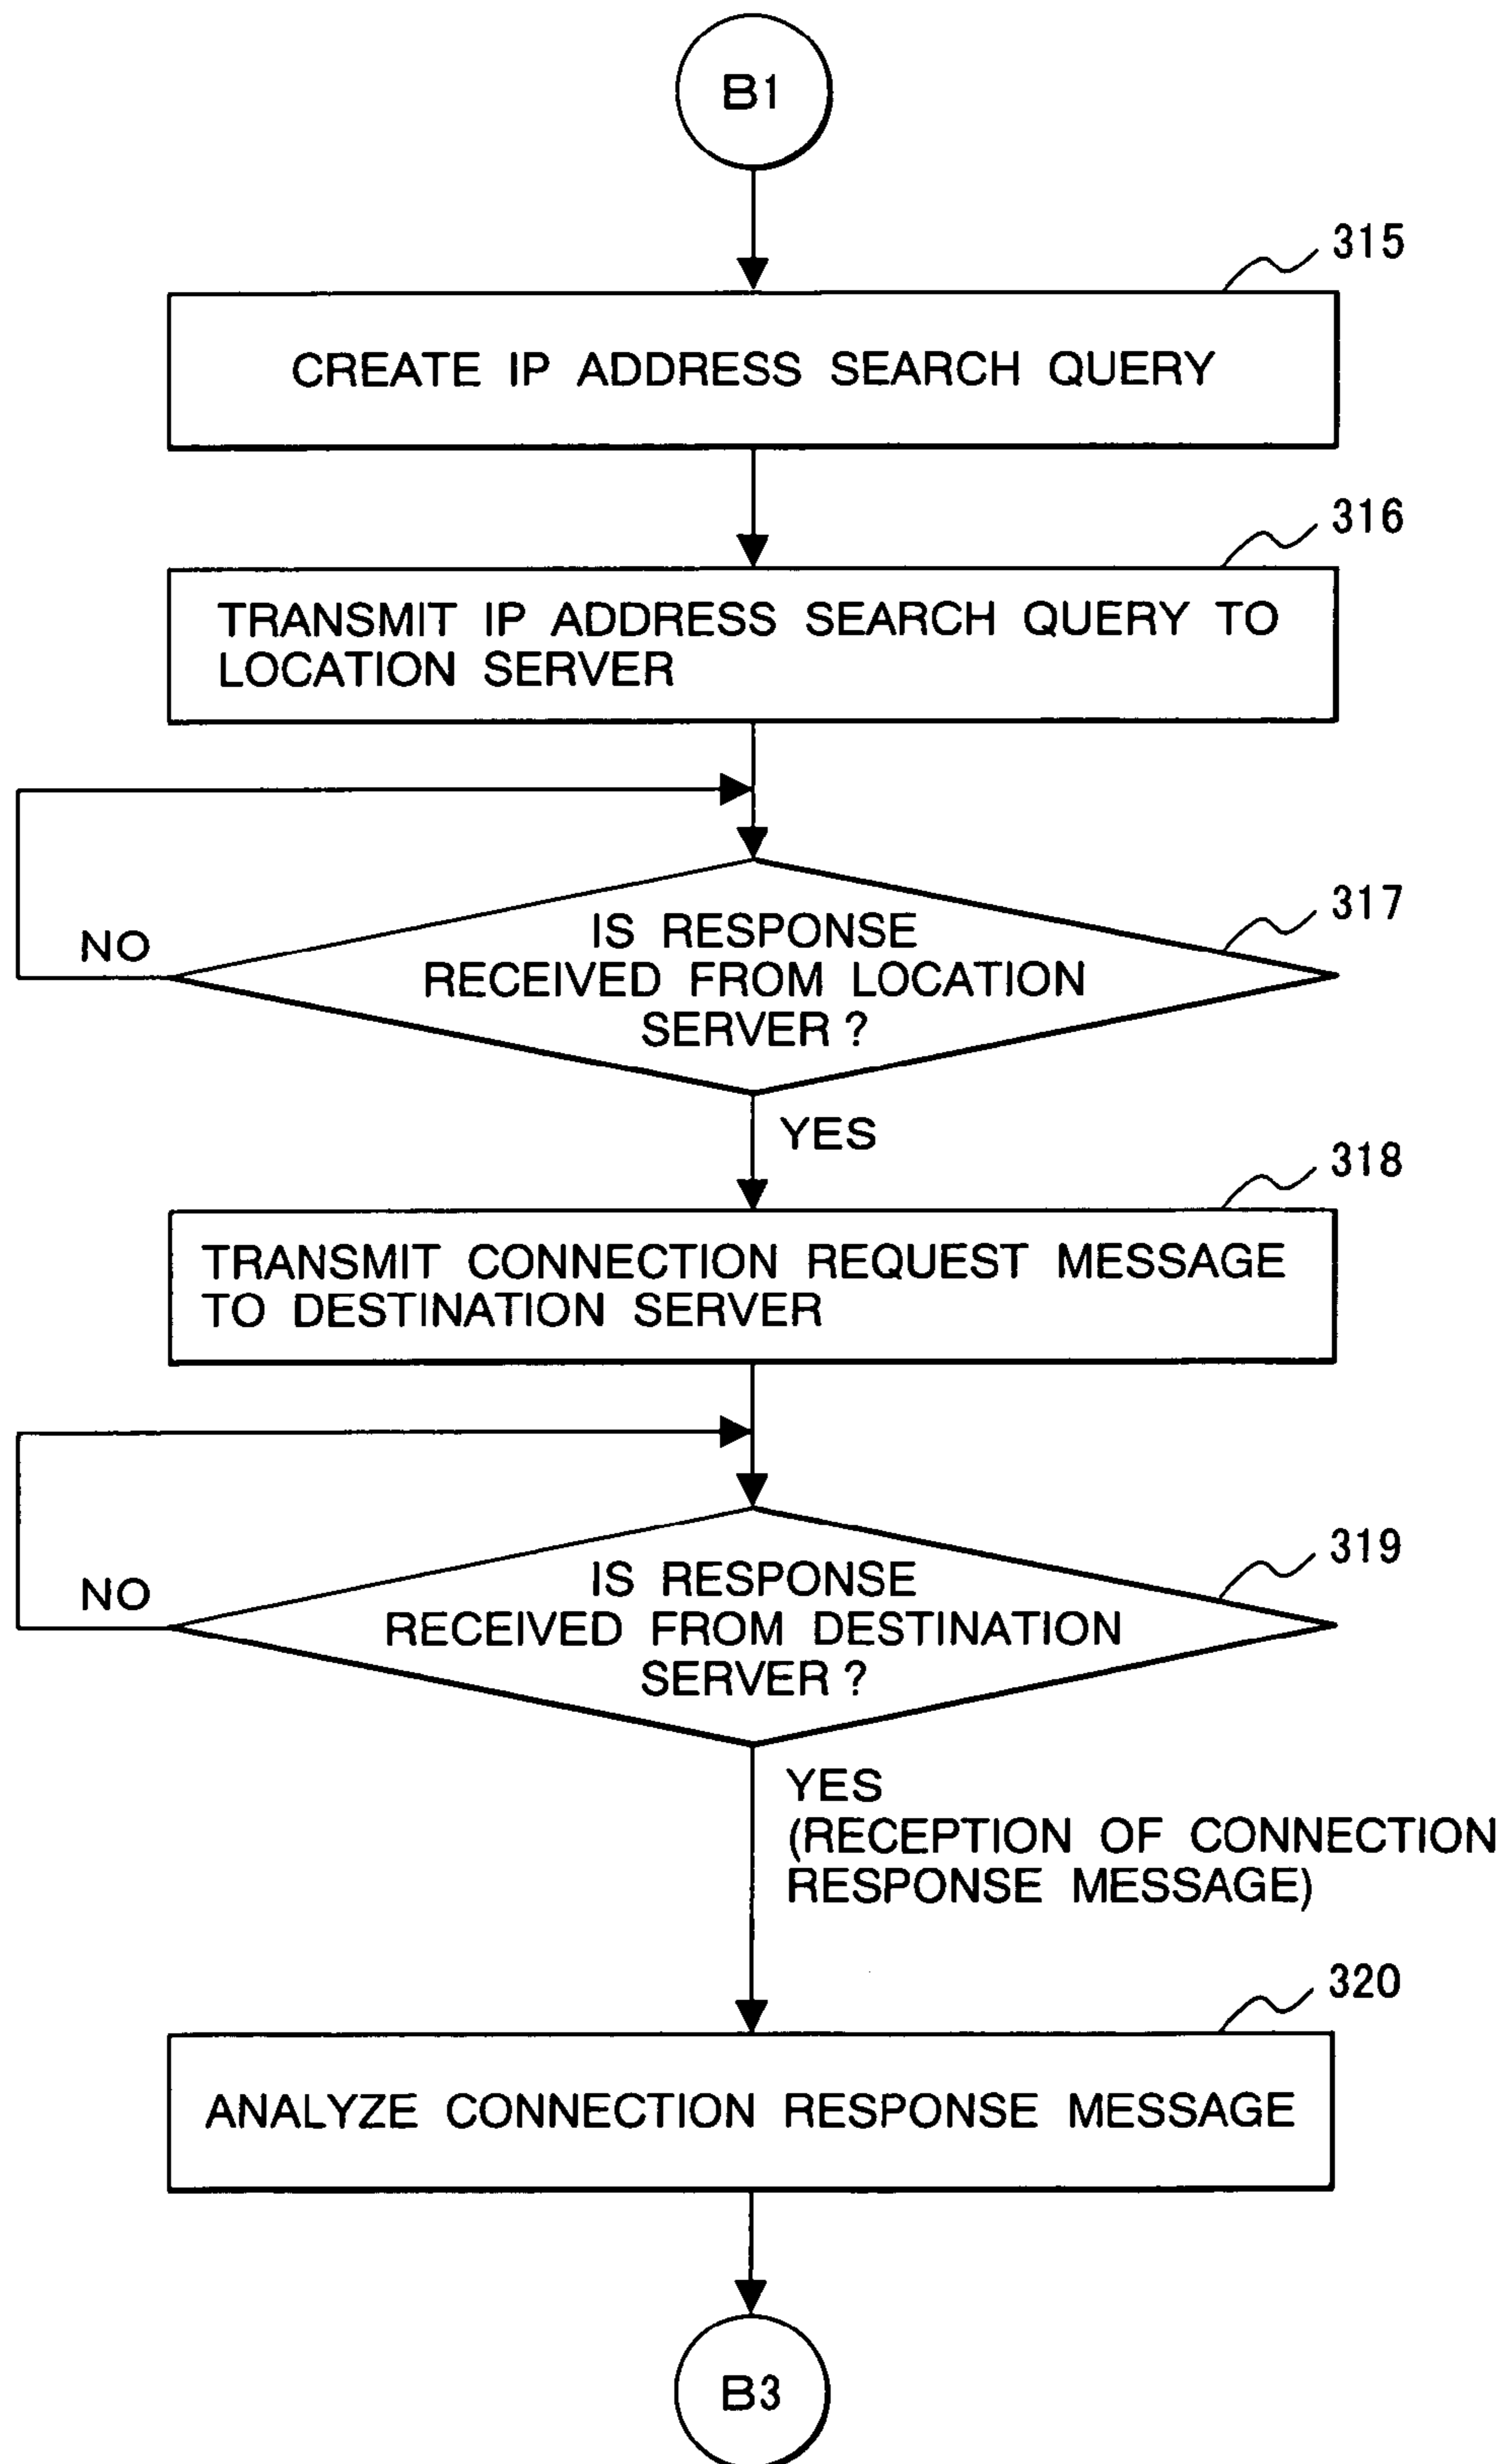 B1
315
CREATE IP ADDRESS SEARCH QUERY
316
TRANSMIT IP ADDRESS SEARCH QUERY TO
LOCATION SERVER
317
IS RESPONSE
RECEIVED FROM LOCATION
SERVER?
NO
YES
318
TRANSMIT CONNECTION REQUEST MESSAGE
TO DESTINATION SERVER
319
IS RESPONSE
RECEIVED FROM DESTINATION
SERVER?
NO
YES
(RECEPTION OF CONNECTION
RESPONSE MESSAGE)
320
ANALYZE CONNECTION RESPONSE MESSAGE
B3